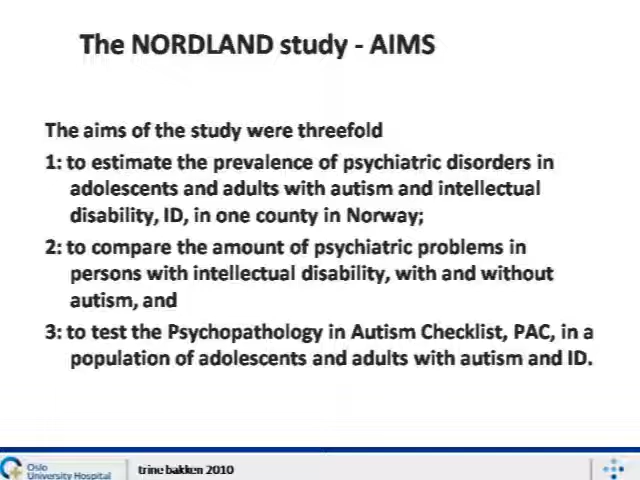 The NORDLAND study - AIMS
The aims of the study were threefold
1: to estimate the prevalence of psychiatric disorders in
adolescents and adults with autism and intellectual
disability, ID, in one county in Norway;
2: to compare the amount of psychiatric problems in
persons with intellectual disability, with and without
autism, and
3: to test the Psychopathology in Autism Checklist, PAC, in a
population of adolescents and adults with autism and ID.
Oslo
University Hospital
trine bakken 2010